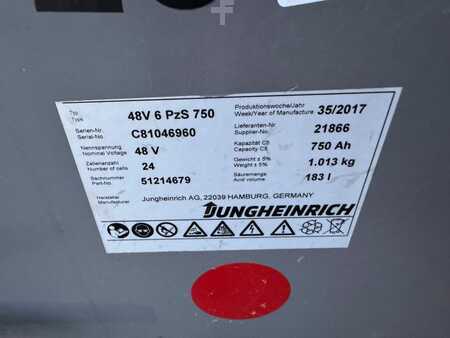 Typ
Type
48V 6 PzS 750
Produktionswoche/Jahr
Week/Year of Manufacture
35/2017
Serien-Nr.
Serial-No.
C81046960
Lieferanten-Nr.
Supplier-No.
21866
Nennspannung
Nominal Voltage
48 V
Kapazität C5
Capacity C5
750 Ah
Zellenanzahl
Number of cells
24
Gewicht ± 5%
Weight ± 5%
1.013 kg
Sachnummer
Part-No.
51214679
Säuremenge
Acid volume
183 l
Hersteller
Manufacturer
Jungheinrich AG, 22039 HAMBURG, GERMANY
JUNGHEINRICH